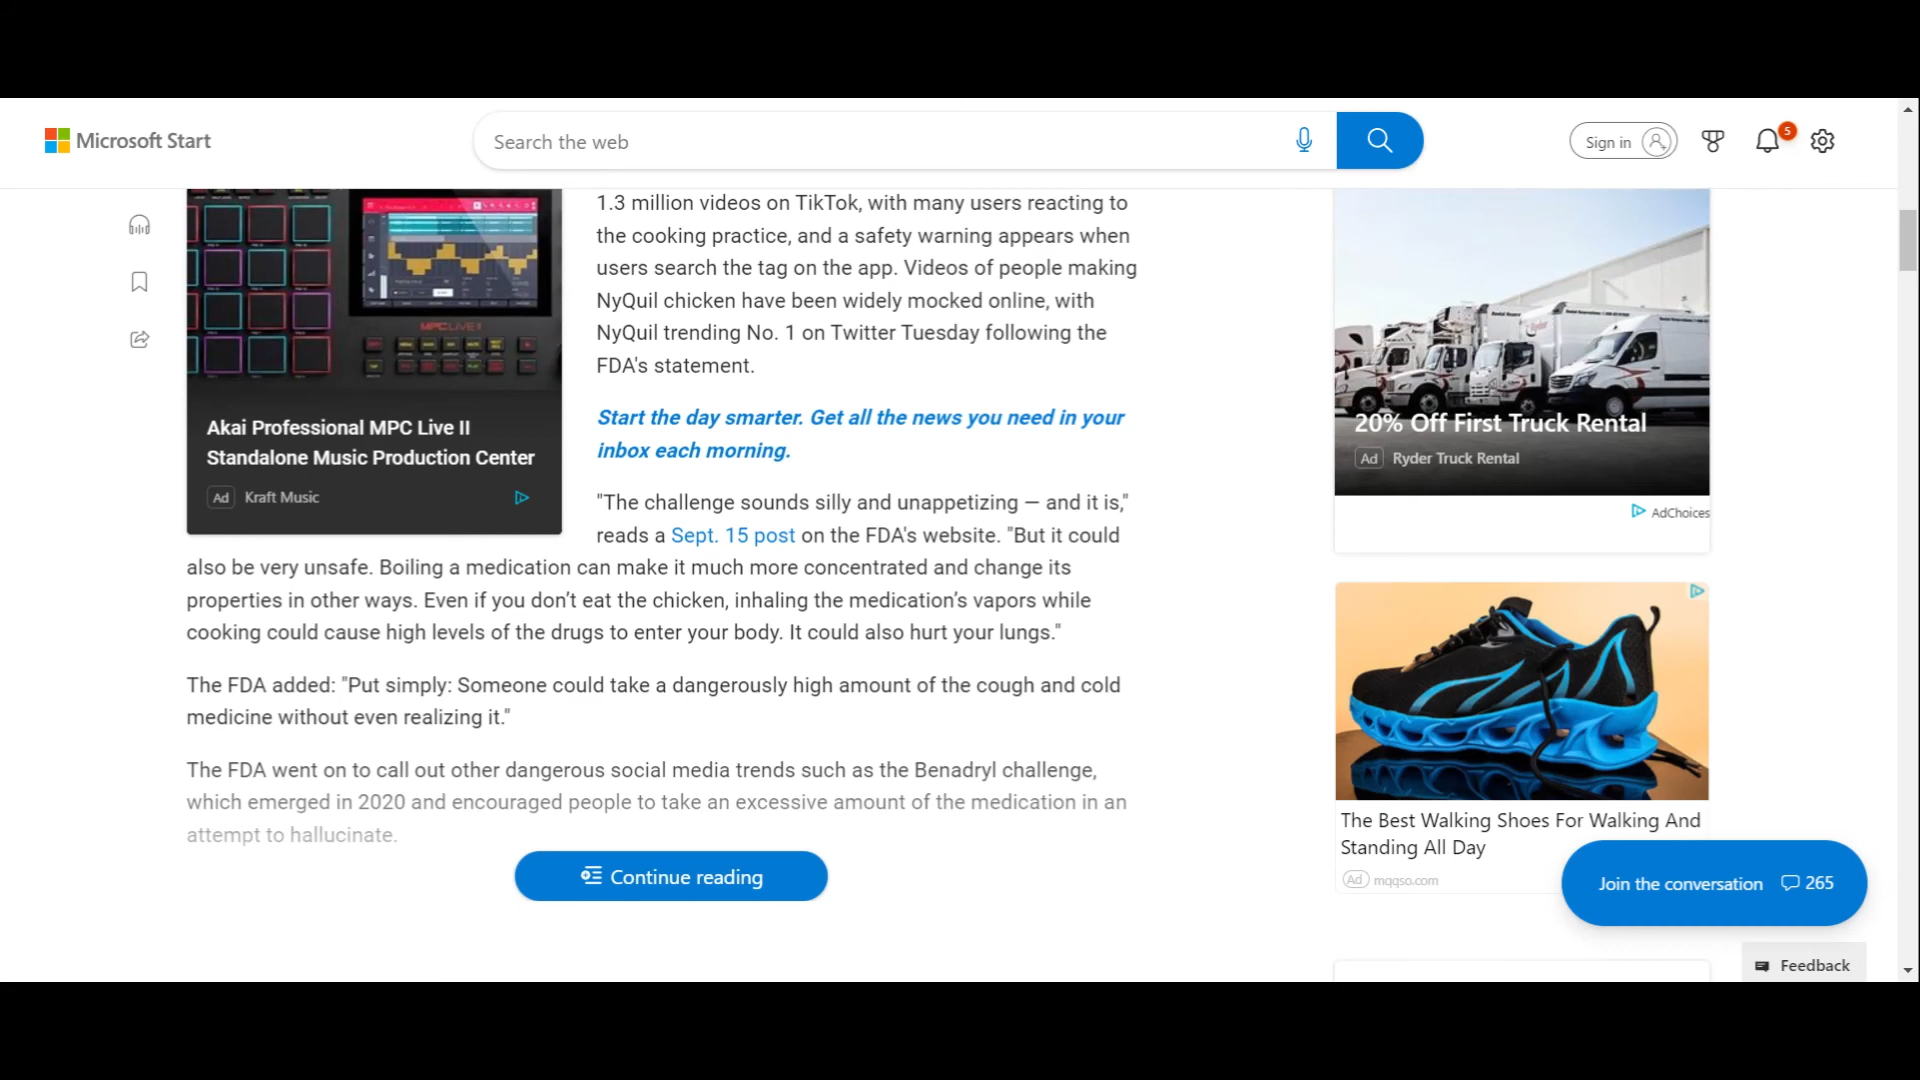 Microsoft Start
Search the web
Sign in
5
1.3 million videos on TikTok, with many users reacting to
the cooking practice, and a safety warning appears when
users search the tag on the app. Videos of people making
NyQuil chicken have been widely mocked online, with
NyQuil trending No. 1 on Twitter Tuesday following the
FDA's statement.
Start the day smarter. Get all the news you need in your
inbox each morning.
"The challenge sounds silly and unappetizing — and it is,"
reads a Sept. 15 post on the FDA's website. "But it could
also be very unsafe. Boiling a medication can make it much more concentrated and change its
properties in other ways. Even if you don’t eat the chicken, inhaling the medication’s vapors while
cooking could cause high levels of the drugs to enter your body. It could also hurt your lungs."
The FDA added: "Put simply: Someone could take a dangerously high amount of the cough and cold
medicine without even realizing it."
The FDA went on to call out other dangerous social media trends such as the Benadryl challenge,
which emerged in 2020 and encouraged people to take an excessive amount of the medication in an
attempt to hallucinate.
Continue reading
MPC LIVE II
Akai Professional MPC Live II
Standalone Music Production Center
Ad Kraft Music
20% Off First Truck Rental
Ad Ryder Truck Rental
AdChoices
The Best Walking Shoes For Walking And
Standing All Day
Ad mqqso.com
Join the conversation 265
Feedback